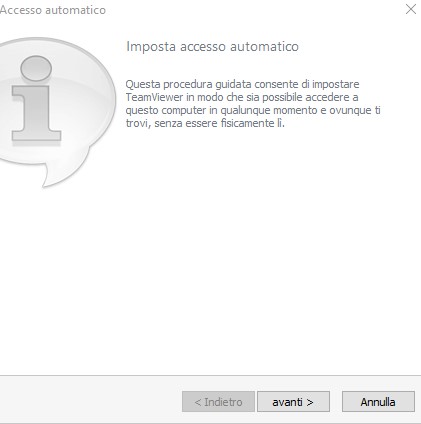 Accesso automatico
Imposta accesso automatico
Questa procedura guidata consente di impostare
TeamViewer in modo che sia possibile accedere a
questo computer in qualunque momento e ovunque ti
trovi, senza essere fisicamente lì.
< Indietro
avanti >
Annulla